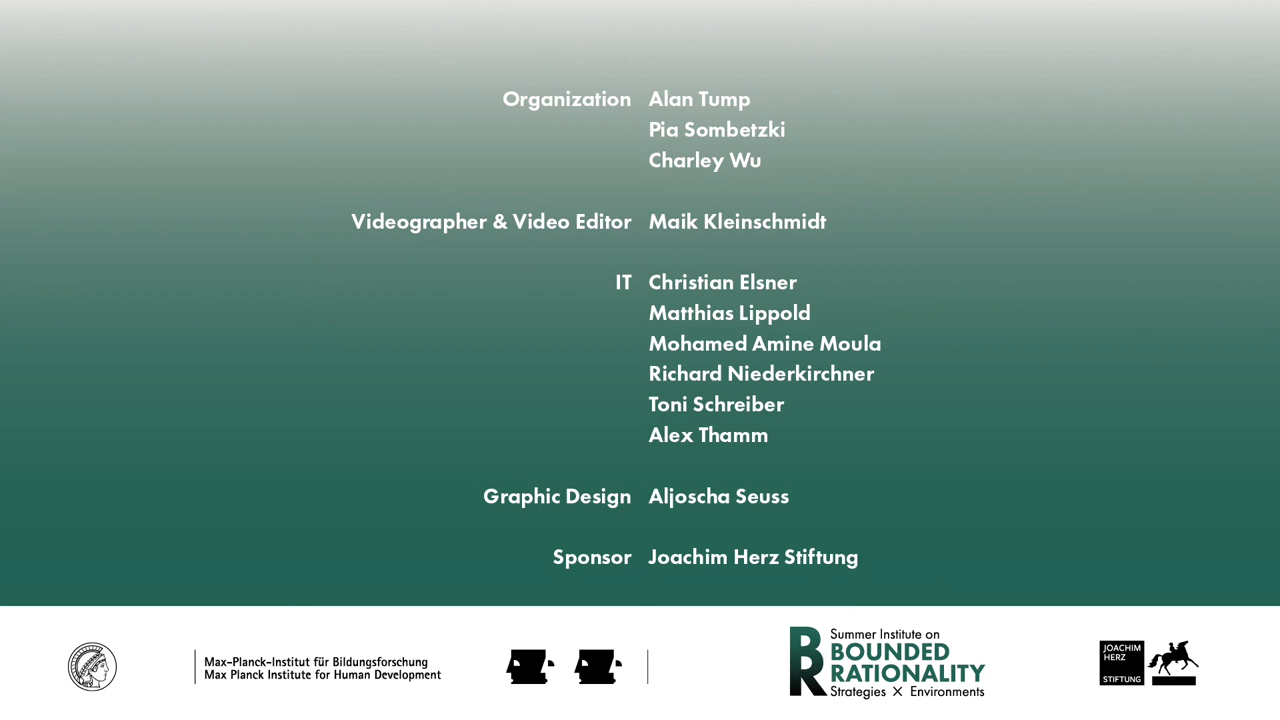 Organization Alan Tump
Pia Sombetzki
Charley Wu
Videographer & Video Editor Maik Kleinschmidt
IT Christian Elsner
Matthias Lippold
Mohamed Amine Moula
Richard Niederkirchner
Toni Schreiber
Alex Thamm
Graphic Design Aljoscha Seuss
Sponsor Joachim Herz Stiftung
Max-Planck-Institut für Bildungsforschung
Max Planck Institute for Human Development
BR
Summer Institute on
BOUNDED
RATIONALITY
Strategies X Environments
JOACHIM
HERZ
STIFTUNG